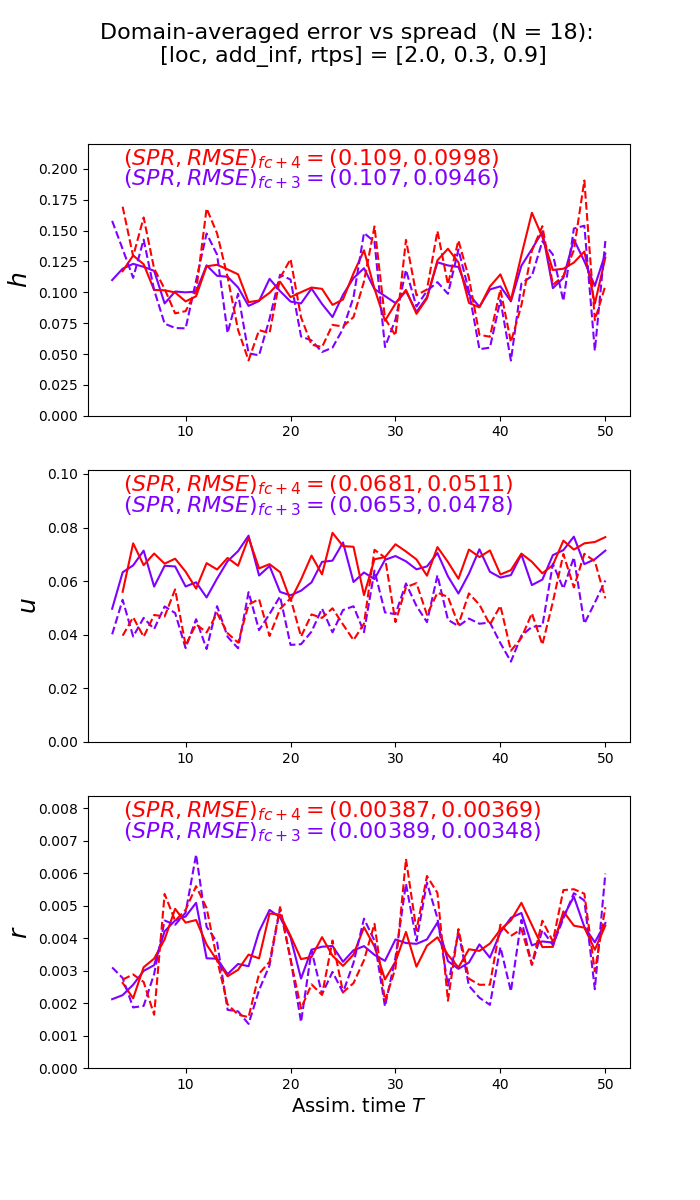 Domain-averaged error vs spread  (N = 18):
[loc, add_inf, rtps] = [2.0, 0.3, 0.9]
(SPR, RMSE)fc+4 = (0.109, 0.0998)
(SPR, RMSE)fc+3 = (0.107, 0.0946)
0.200
0.175
0.150
0.125
0.100
0.075
0.050
0.025
0.000
h
10 20 30 40 50
(SPR, RMSE)fc+4 = (0.0681, 0.0511)
(SPR, RMSE)fc+3 = (0.0653, 0.0478)
0.10
0.08
0.06
0.04
0.02
0.00
u
10 20 30 40 50
(SPR, RMSE)fc+4 = (0.00387, 0.00369)
(SPR, RMSE)fc+3 = (0.00389, 0.00348)
0.008
0.007
0.006
0.005
0.004
0.003
0.002
0.001
0.000
r
10 20 30 40 50
Assim. time T